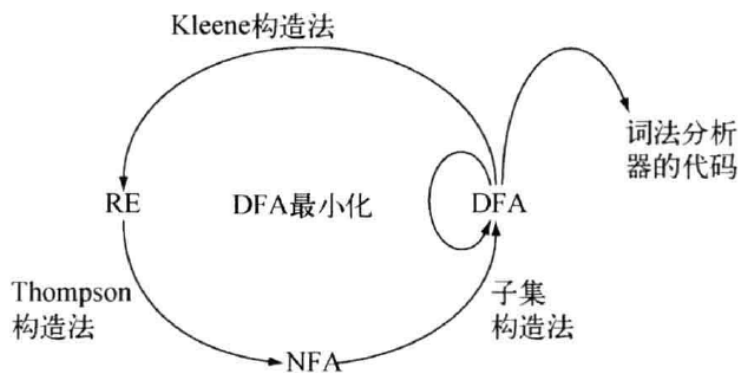 Kleene构造法
词法分析
器的代码
RE
DFA最小化
DFA
Thompson
构造法
子集
构造法
NFA